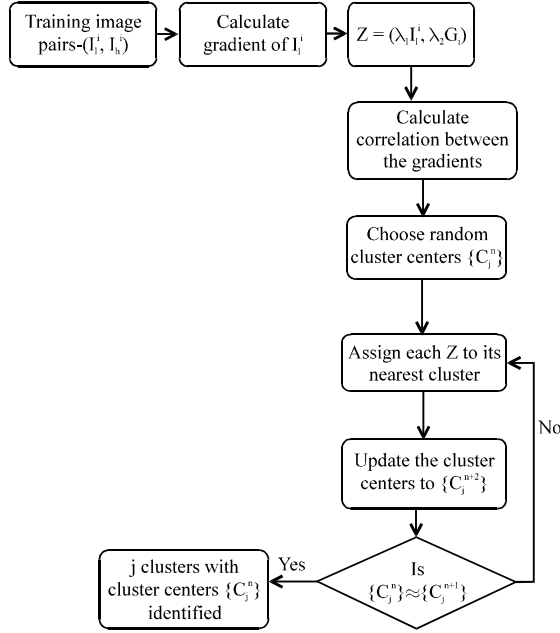 Training image
pairs-(I_l^i, I_h^i)
Calculate
gradient of I_l^i
Z = (λ₁I_l^i, λ₂G_i)
Calculate
correlation between
the gradients
Choose random
cluster centers {C_j^n}
Assign each Z to its
nearest cluster
No
Update the cluster
centers to {C_j^{n+2}}
Is
{C_j^n}≈{C_j^{n+1}}
Yes
j clusters with
cluster centers {C_j^n}
identified